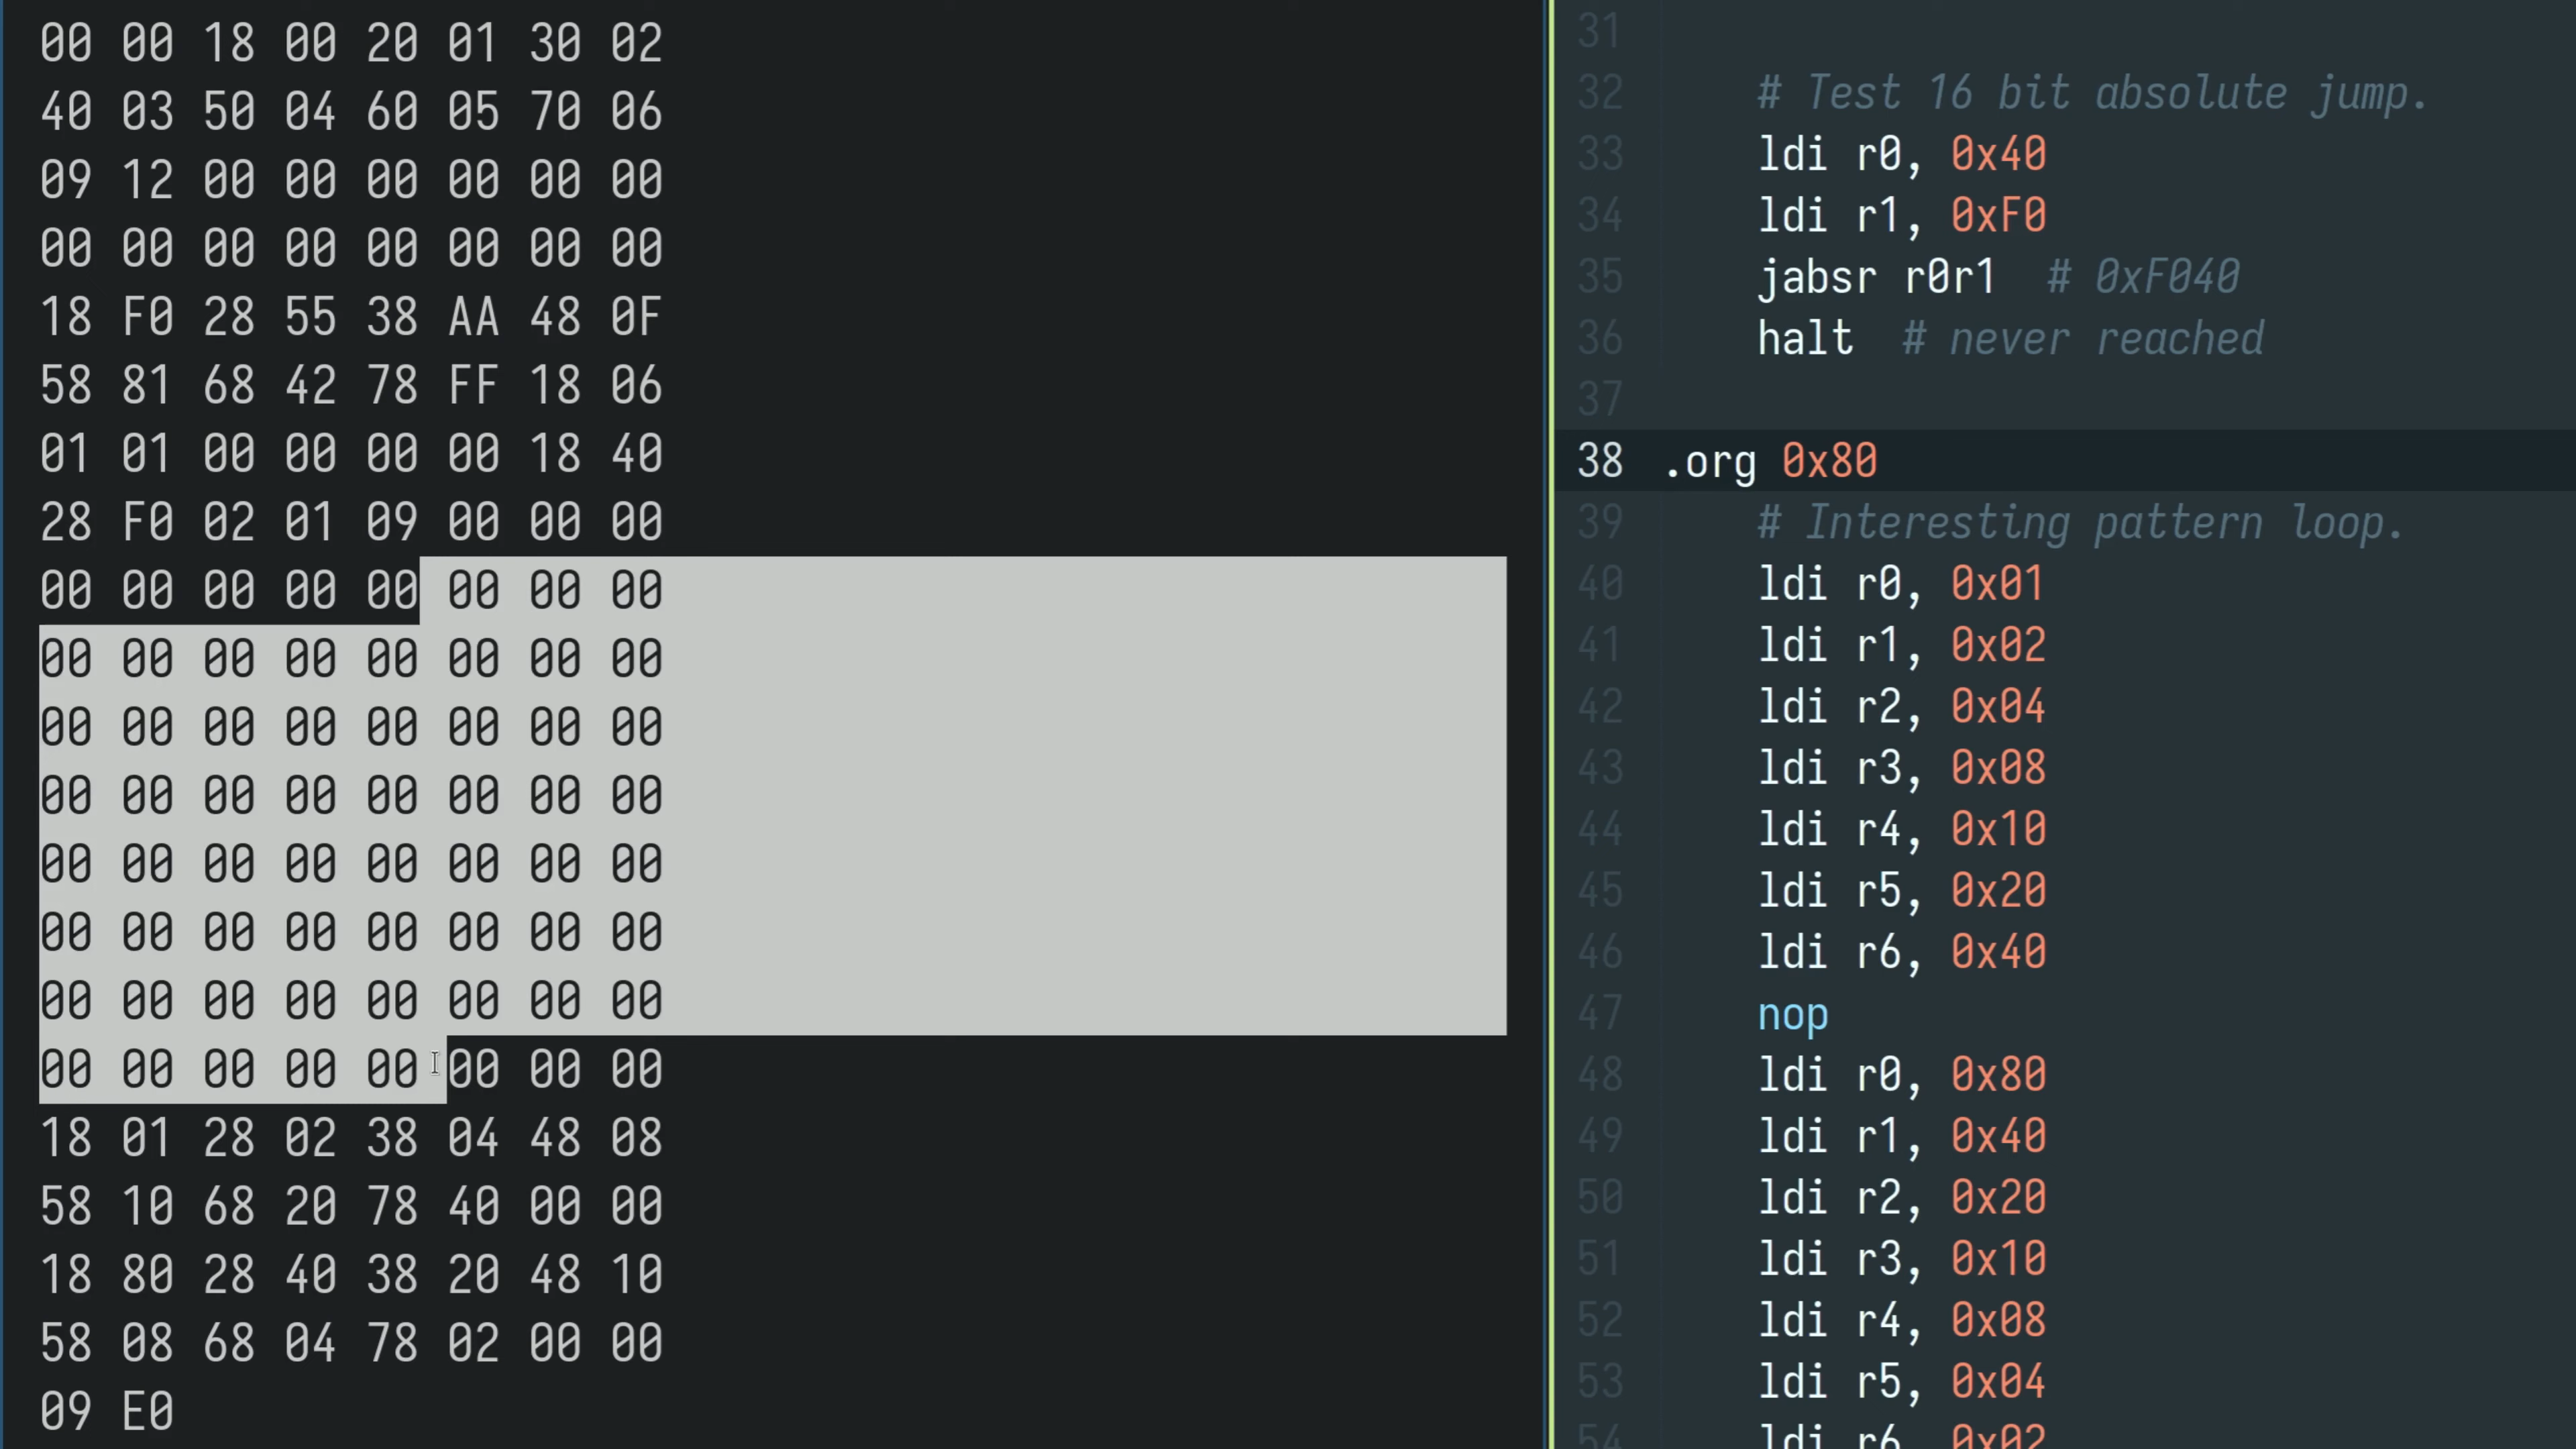 00 00 18 00 20 01 30 02
40 03 50 04 60 05 70 06
09 12 00 00 00 00 00 00
00 00 00 00 00 00 00 00
18 F0 28 55 38 AA 48 0F
58 81 68 42 78 FF 18 06
01 01 00 00 00 00 18 40
28 F0 02 01 09 00 00 00
00 00 00 00 00 00 00 00
00 00 00 00 00 00 00 00
00 00 00 00 00 00 00 00
00 00 00 00 00 00 00 00
00 00 00 00 00 00 00 00
00 00 00 00 00 00 00 00
00 00 00 00 00 00 00 00
00 00 00 00 00 00 00 00
18 01 28 02 38 04 48 08
58 10 68 20 78 40 00 00
18 80 28 40 38 20 48 10
58 08 68 04 78 02 00 00
09 E0
31
32 # Test 16 bit absolute jump.
33 ldi r0, 0x40
34 ldi r1, 0xF0
35 jabsr r0r1 # 0xF040
36 halt # never reached
37
38 .org 0x80
39 # Interesting pattern loop.
40 ldi r0, 0x01
41 ldi r1, 0x02
42 ldi r2, 0x04
43 ldi r3, 0x08
44 ldi r4, 0x10
45 ldi r5, 0x20
46 ldi r6, 0x40
47 nop
48 ldi r0, 0x80
49 ldi r1, 0x40
50 ldi r2, 0x20
51 ldi r3, 0x10
52 ldi r4, 0x08
53 ldi r5, 0x04
54 ldi r6, 0x02